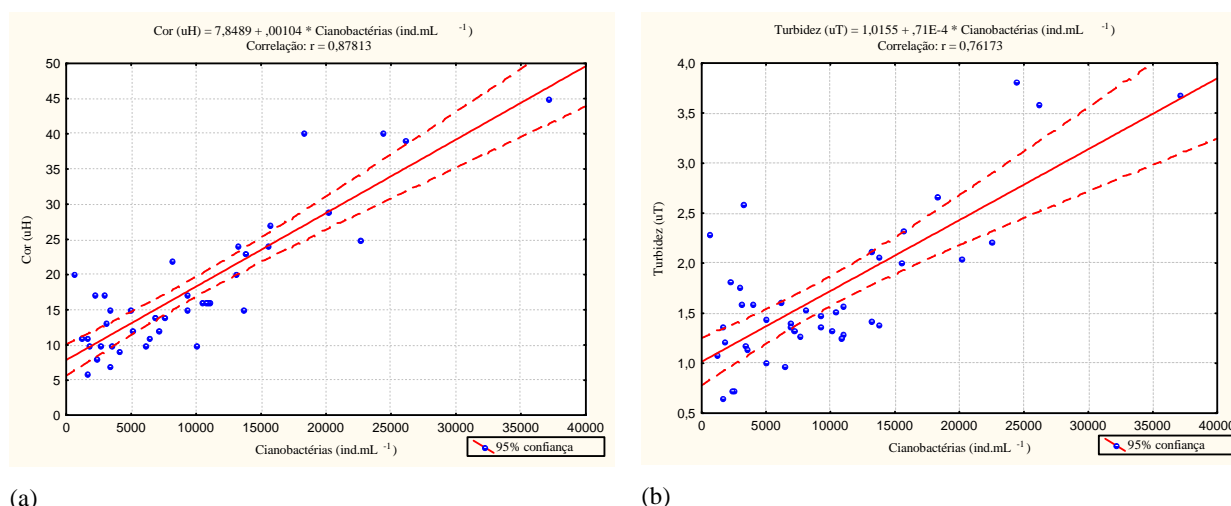 Cor (uH) = 7,8489 + ,00104 * Cianobactérias (ind.mL -1)
Correlação: r = 0,87813
50
45
40
35
30
25
20
15
10
5
0
Cor (uH)
0 5000 10000 15000 20000 25000 30000 35000 40000
Cianobactérias (ind.mL -1)
95% confiança
(a)
Turbidez (uT) = 1,0155 + ,71E-4 * Cianobactérias (ind.mL -1)
Correlação: r = 0,76173
4,0
3,5
3,0
2,5
2,0
1,5
1,0
0,5
Turbidez (uT)
0 5000 10000 15000 20000 25000 30000 35000 40000
Cianobactérias (ind.mL -1)
95% confiança
(b)